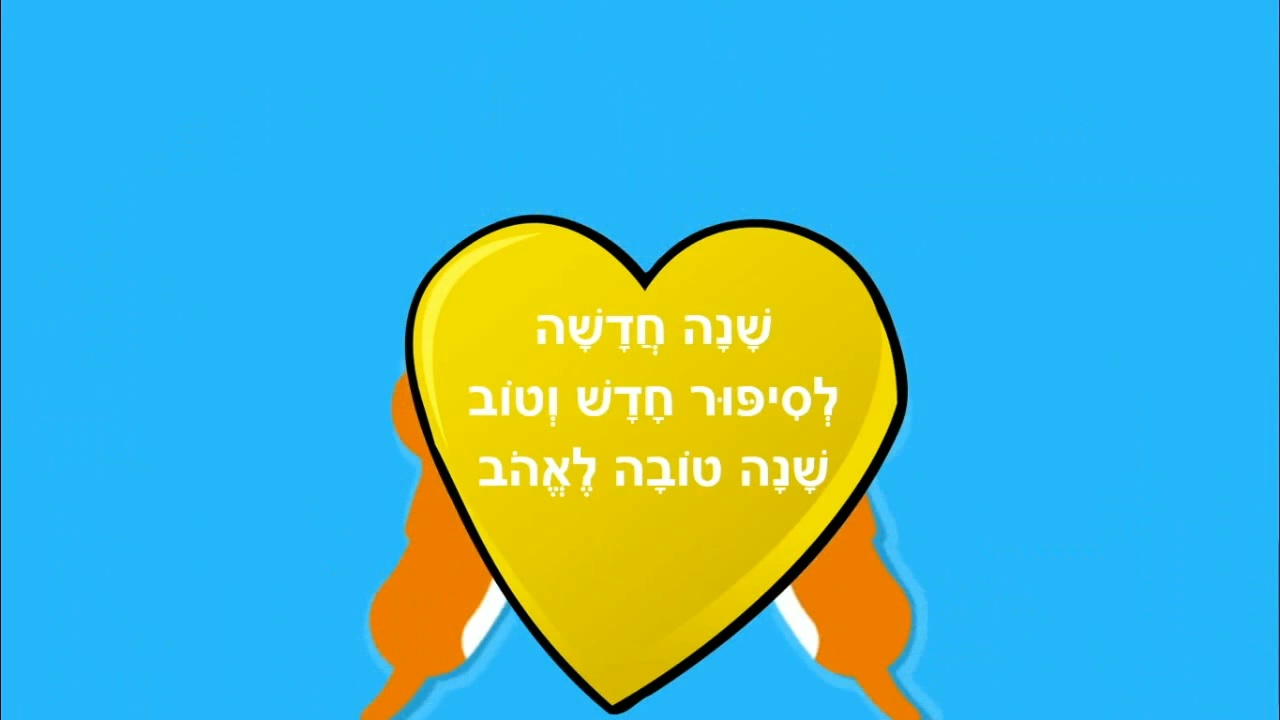 שָׁנָה חֲדָשָׁה
לְסִיפּוּר חָדָשׁ וְטוֹב
שָׁנָה טוֹבָה לֶאֱהֹב